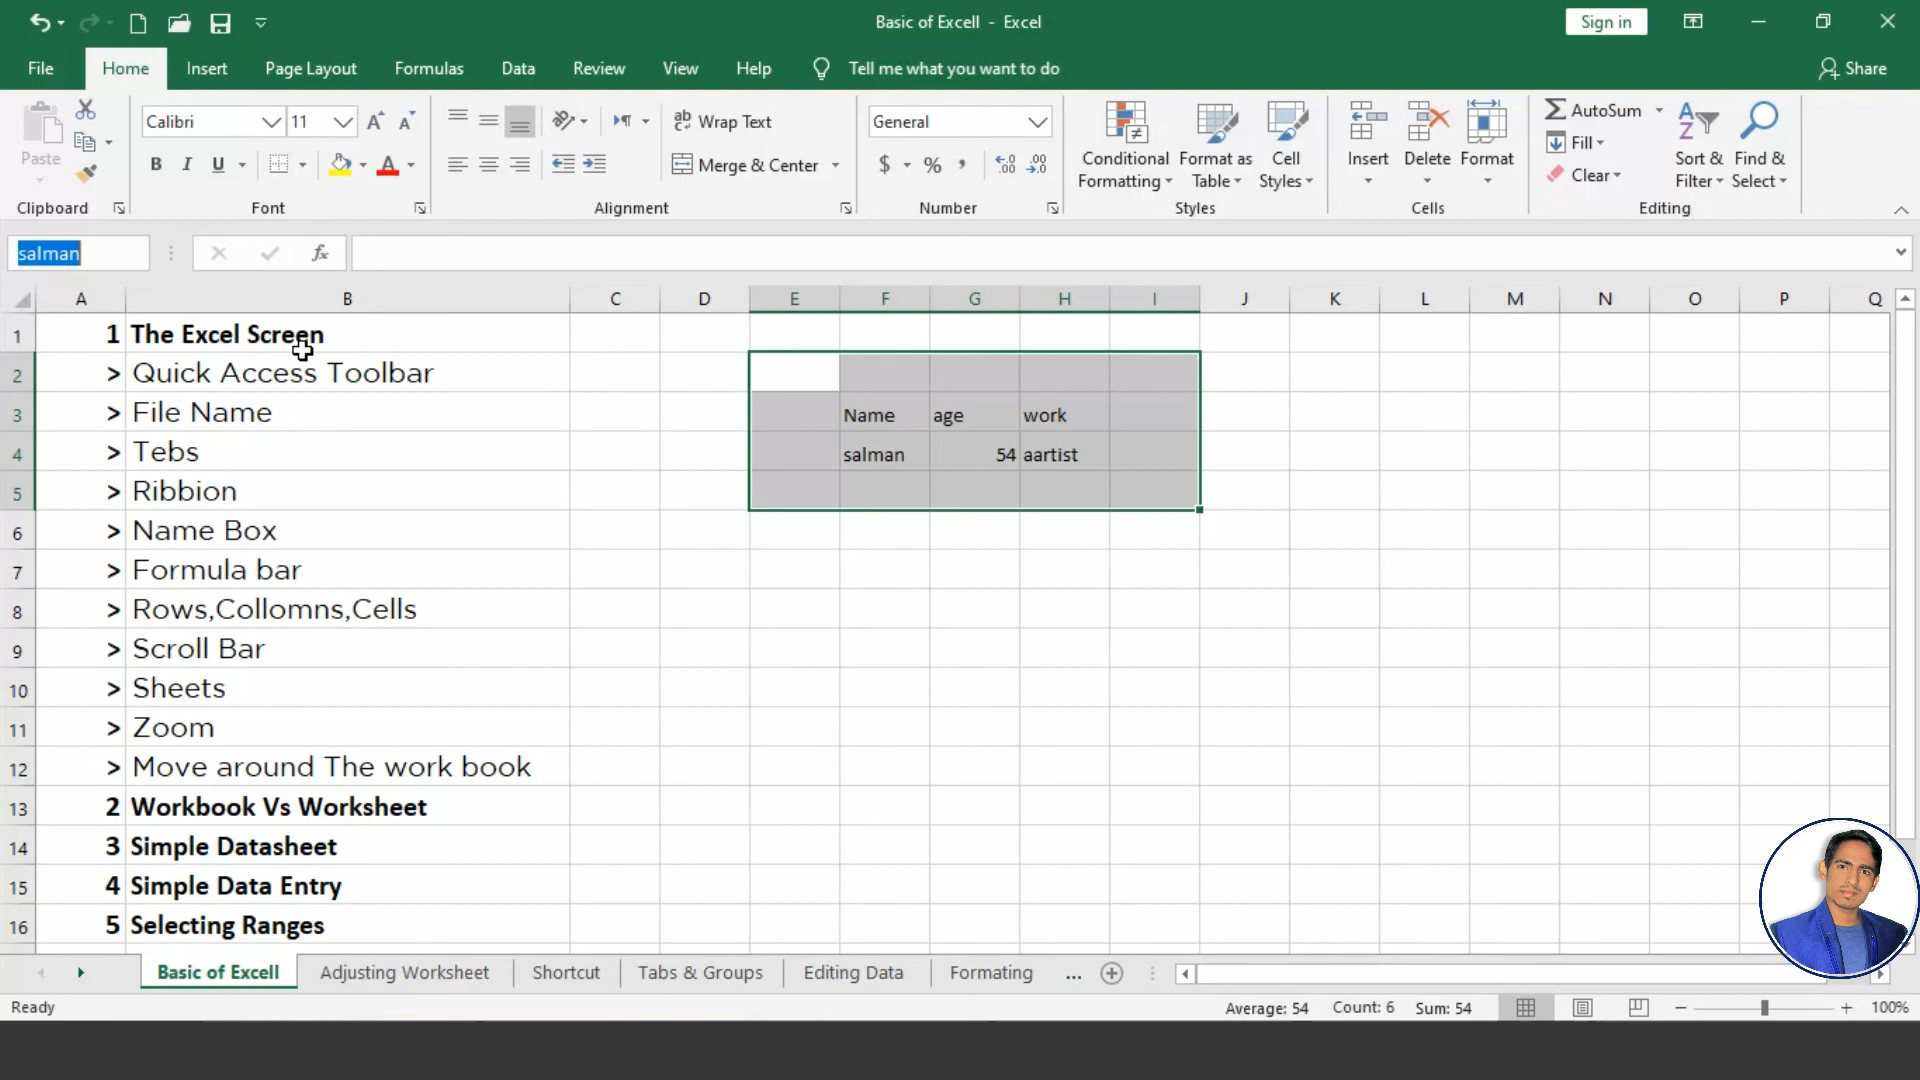 Basic of Excell - Excel
Sign in
File Home Insert Page Layout Formulas Data Review View Help Tell me what you want to do Share
Paste
Clipboard
Calibri 11
B I U A
Font
Wrap Text
Merge & Center
Alignment
General
$ % ,
Number
Conditional Formatting
Format as Table
Cell Styles
Styles
Insert Delete Format
Cells
AutoSum
Fill
Clear
Sort & Filter
Find & Select
Editing
salman fx
A B C D E F G H I J K L M N O P Q
1 1 The Excel Screen
2 > Quick Access Toolbar
3 > File Name Name age work
4 > Tebs salman 54 aartist
5 > Ribbion
6 > Name Box
7 > Formula bar
8 > Rows,Collomns,Cells
9 > Scroll Bar
10 > Sheets
11 > Zoom
12 > Move around The work book
13 2 Workbook Vs Worksheet
14 3 Simple Datasheet
15 4 Simple Data Entry
16 5 Selecting Ranges
Basic of Excell Adjusting Worksheet Shortcut Tabs & Groups Editing Data Formating ...
Ready Average: 54 Count: 6 Sum: 54 100%